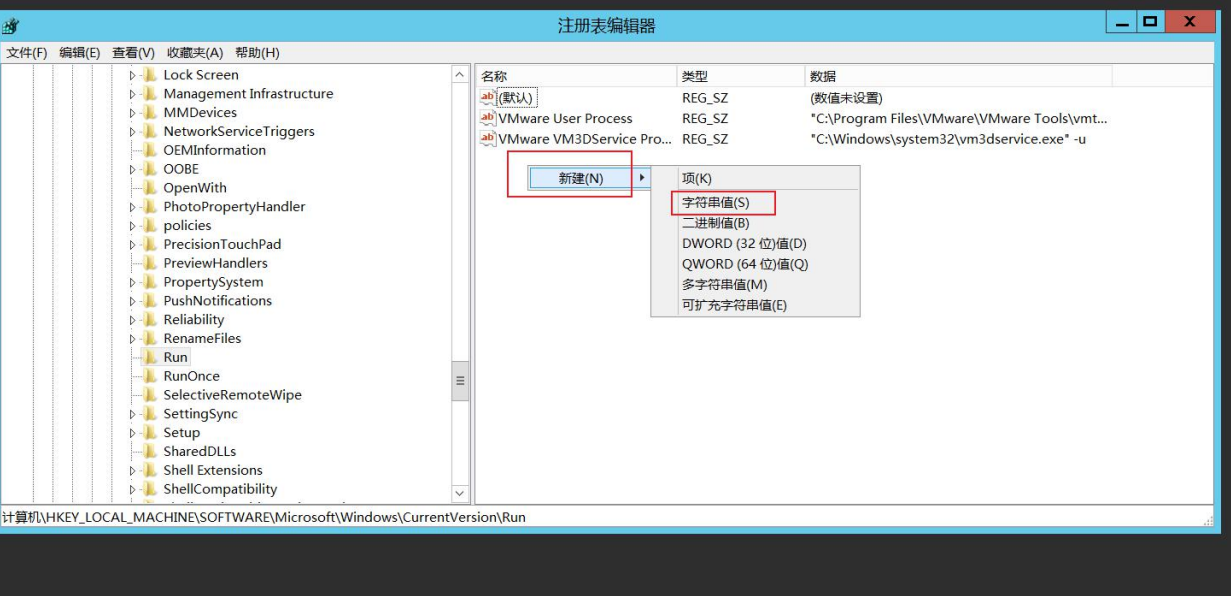 注册表编辑器
文件(F) 编辑(E) 查看(V) 收藏夹(A) 帮助(H)
Lock Screen
Management Infrastructure
MMDevices
NetworkServiceTriggers
OEMInformation
OOBE
OpenWith
PhotoPropertyHandler
policies
PrecisionTouchPad
PreviewHandlers
PropertySystem
PushNotifications
Reliability
RenameFiles
Run
RunOnce
SelectiveRemoteWipe
SettingSync
Setup
SharedDLLs
Shell Extensions
ShellCompatibility
名称 类型 数据
(默认) REG_SZ (数值未设置)
VMware User Process REG_SZ "C:\Program Files\VMware\VMware Tools\vmt...
VMware VM3DService Pro... REG_SZ "C:\Windows\system32\vm3dservice.exe" -u
新建(N)
项(K)
字符串值(S)
二进制值(B)
DWORD (32 位)值(D)
QWORD (64 位)值(Q)
多字符串值(M)
可扩充字符串值(E)
计算机\HKEY_LOCAL_MACHINE\SOFTWARE\Microsoft\Windows\CurrentVersion\Run